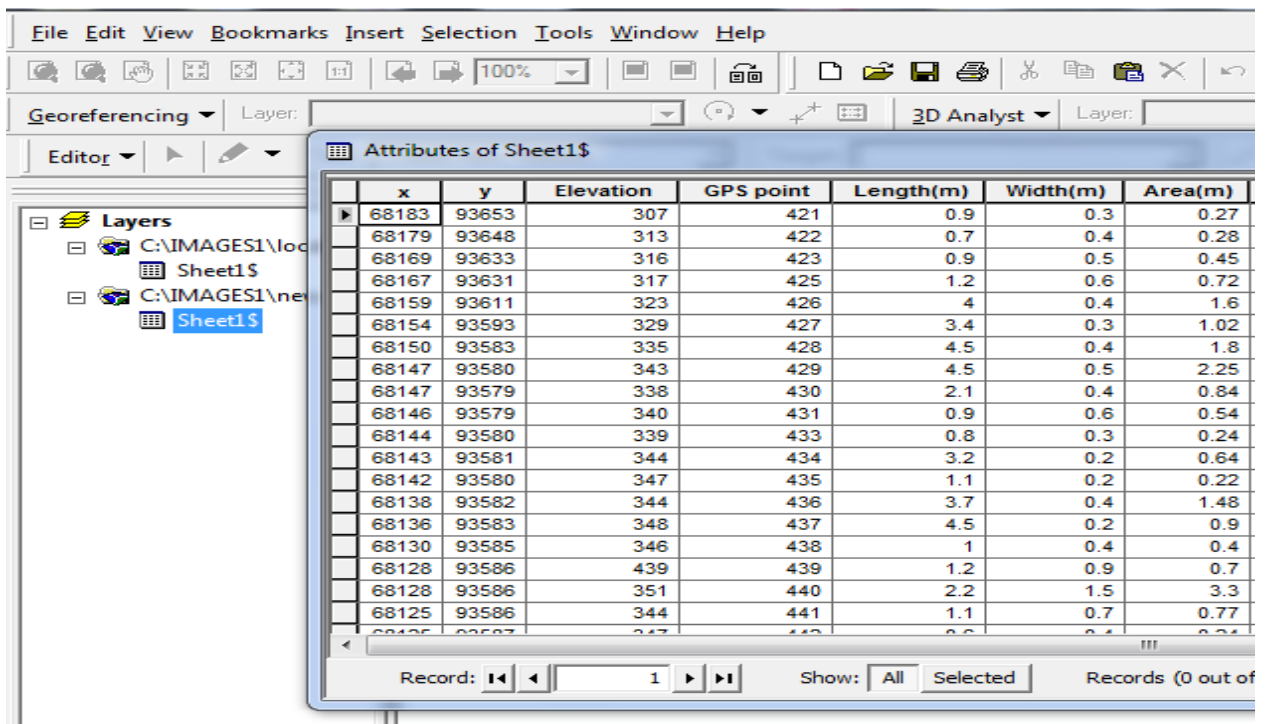 File Edit View Bookmarks Insert Selection Tools Window Help
1:1 100%
Georeferencing Layer: 3D Analyst Layer:
Editor
Attributes of Sheet1$
x y Elevation GPS point Length(m) Width(m) Area(m)
68183 93653 307 421 0.9 0.3 0.27
68179 93648 313 422 0.7 0.4 0.28
68169 93633 316 423 0.9 0.5 0.45
68167 93631 317 425 1.2 0.6 0.72
68159 93611 323 426 4 0.4 1.6
68154 93593 329 427 3.4 0.3 1.02
68150 93583 335 428 4.5 0.4 1.8
68147 93580 343 429 4.5 0.5 2.25
68147 93579 338 430 2.1 0.4 0.84
68146 93579 340 431 0.9 0.6 0.54
68144 93580 339 433 0.8 0.3 0.24
68143 93581 344 434 3.2 0.2 0.64
68142 93580 347 435 1.1 0.2 0.22
68138 93582 344 436 3.7 0.4 1.48
68136 93583 348 437 4.5 0.2 0.9
68130 93585 346 438 1 0.4 0.4
68128 93586 439 439 1.2 0.9 0.7
68128 93586 351 440 2.2 1.5 3.3
68125 93586 344 441 1.1 0.7 0.77
Record: 1 Show: All Selected Records (0 out of
Layers
C:\IMAGES1\loc
Sheet1$
C:\IMAGES1\ne
Sheet1$